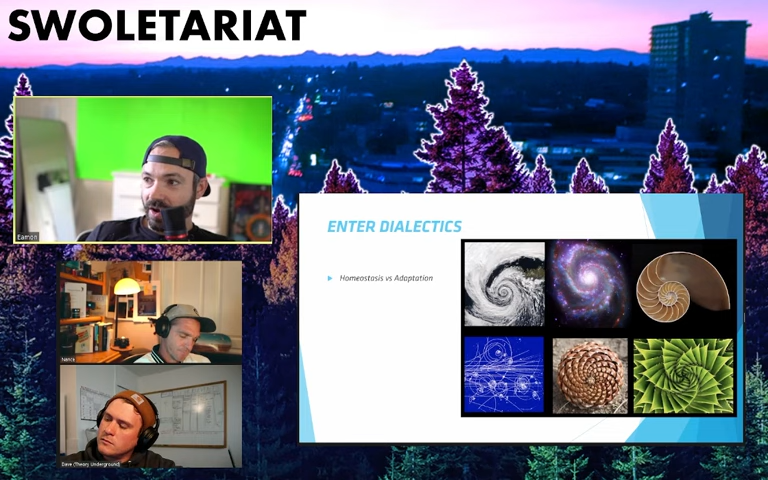 SWOLETARIAT
Eamon
ENTER DIALECTICS
Homeostasis vs Adaptation
Dave (Theory Underground)